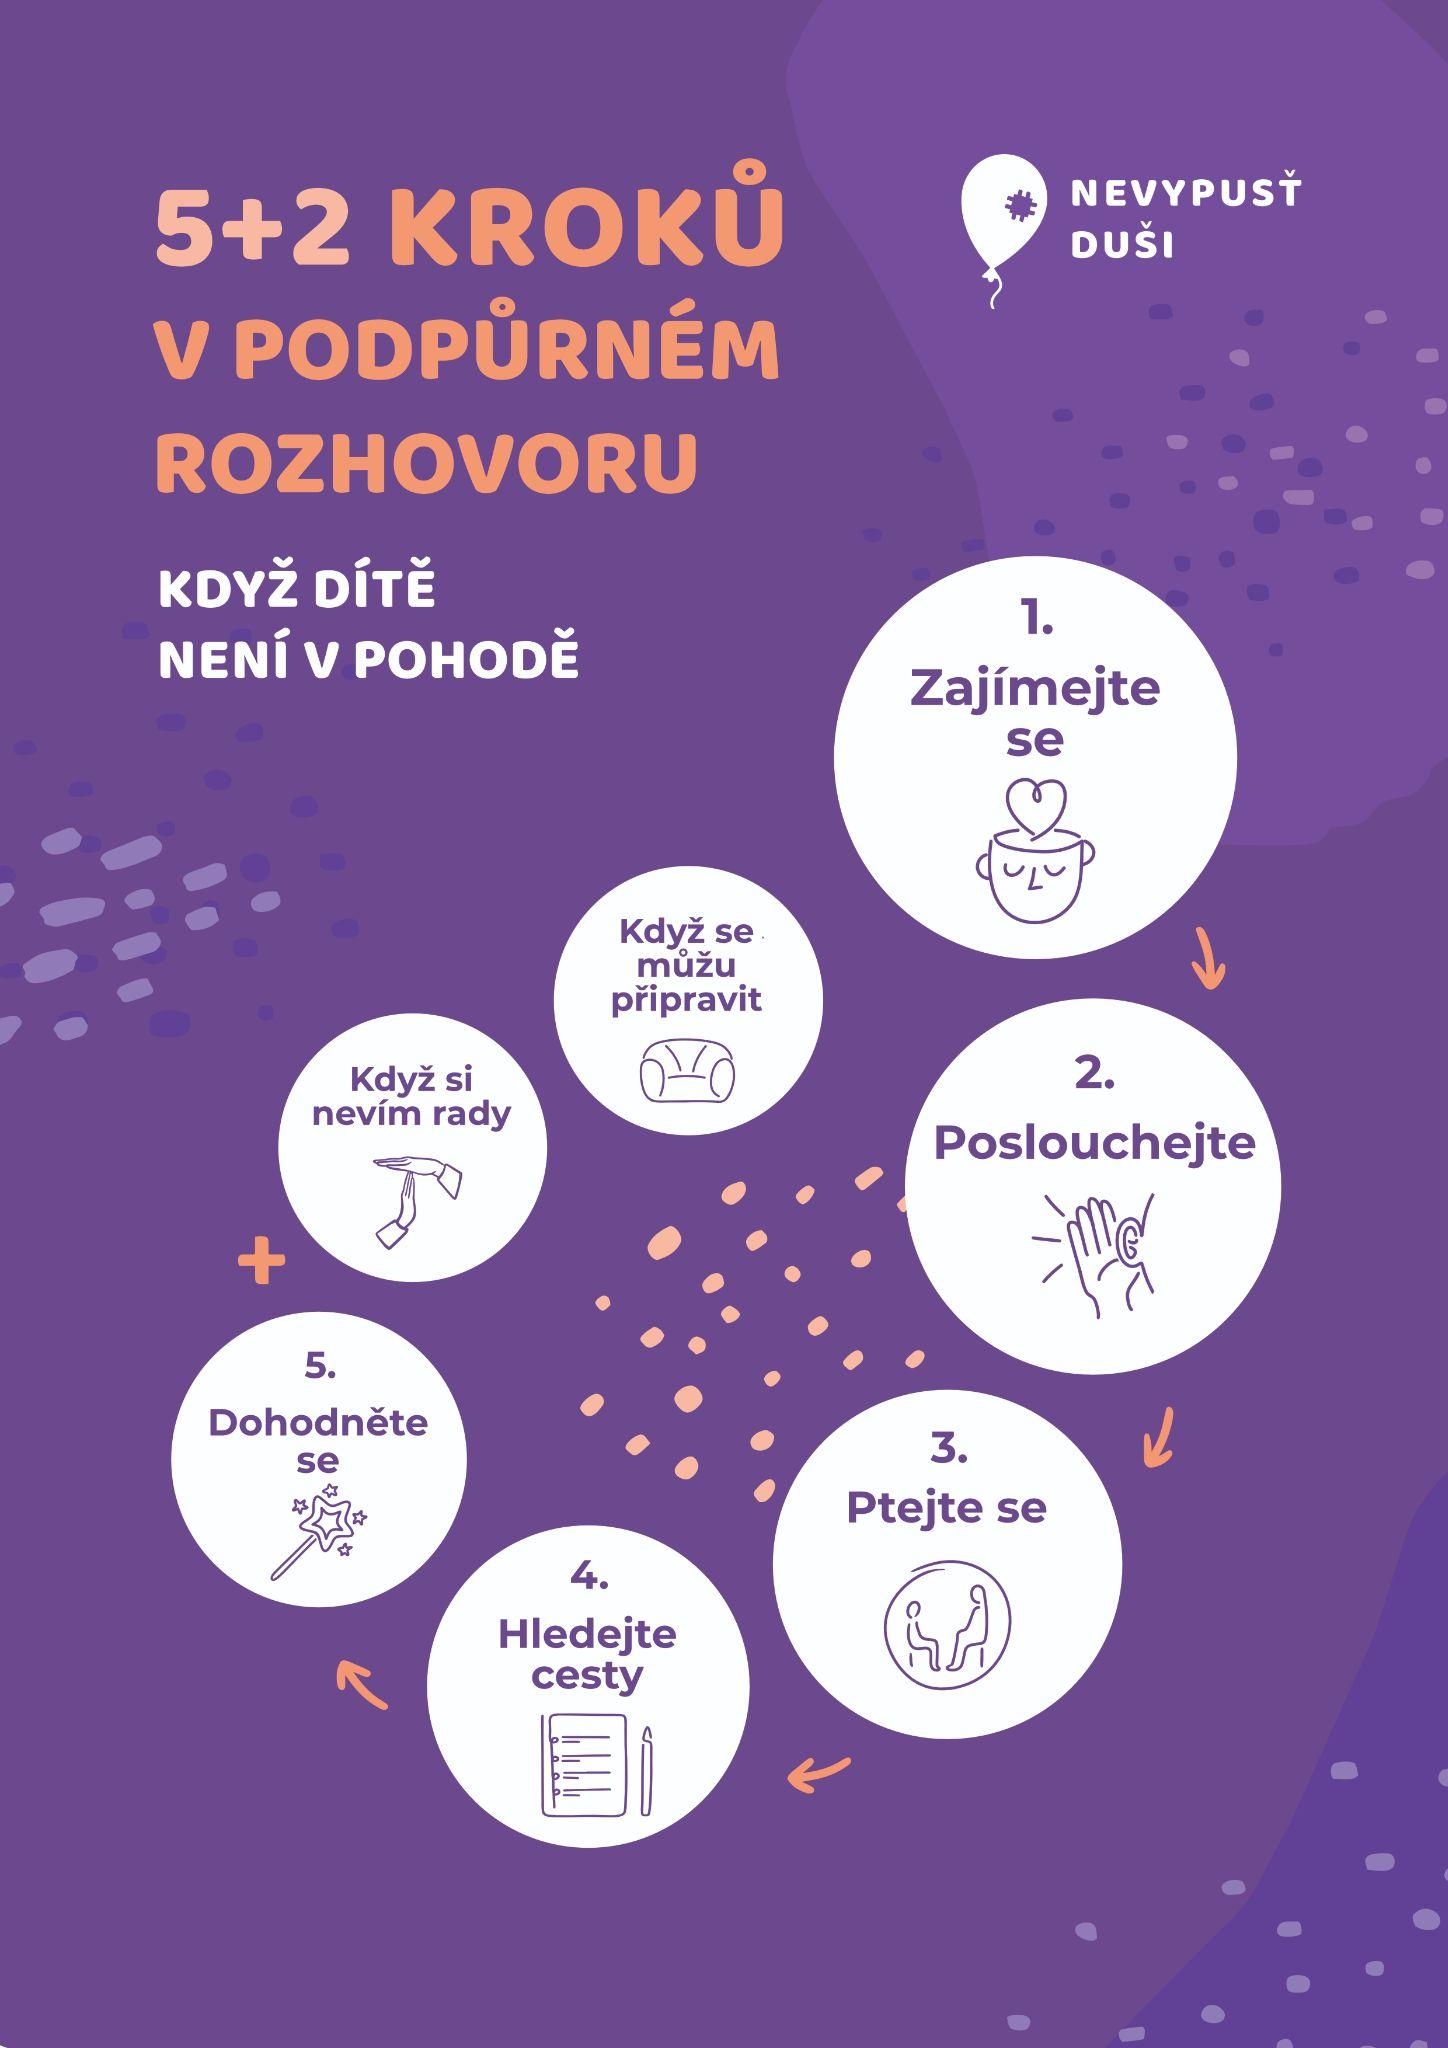 5+2 KROKŮ
V PODPŮRNÉM
ROZHOVORU
KDYŽ DÍTĚ
NENÍ V POHODĚ
NEVYPUSŤ
DUŠI
1.
Zajímejte
se
2.
Poslouchejte
3.
Ptejte se
4.
Hledejte
cesty
5.
Dohodněte
se
Když si
nevím rady
Když se
můžu
připravit